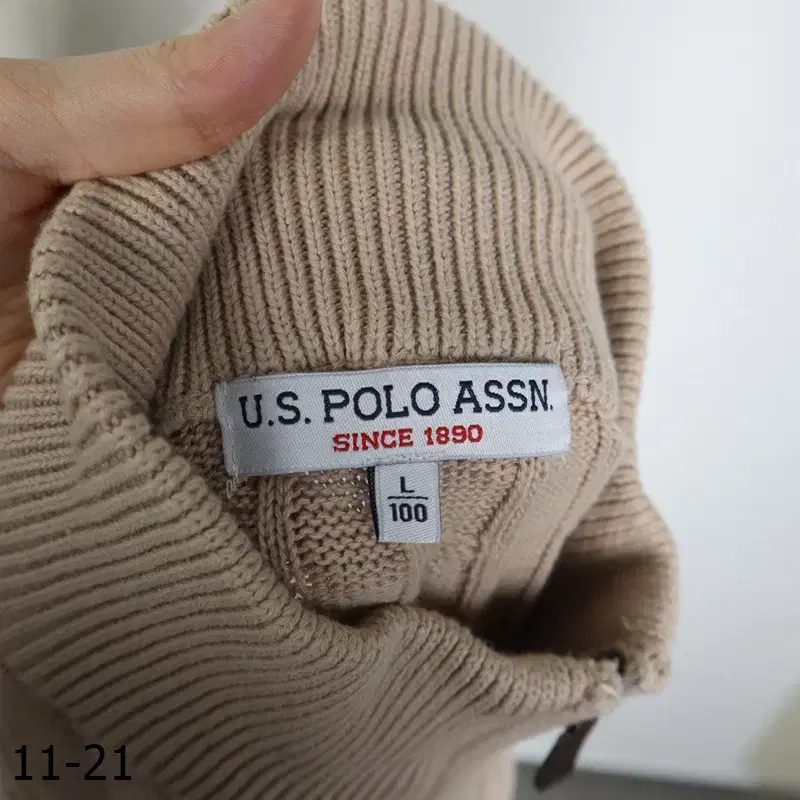 U.S. POLO ASSN.
SINCE 1890
L
100
11-21